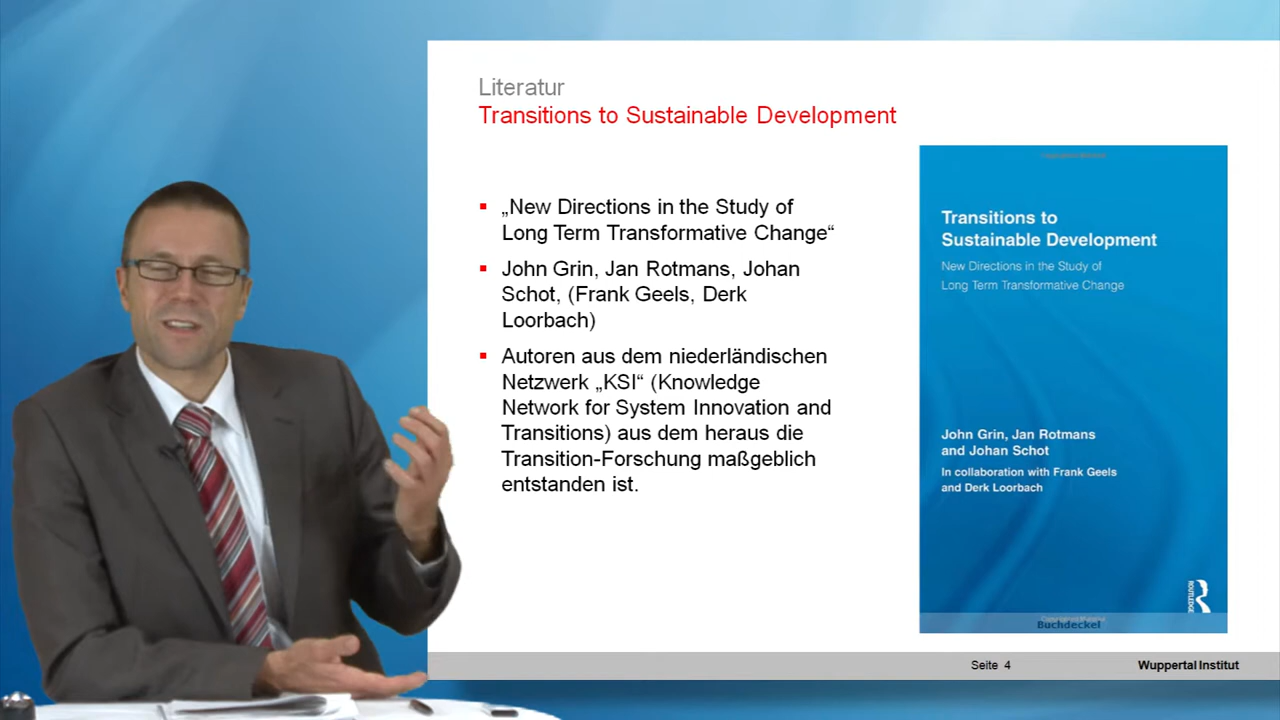 Literatur
Transitions to Sustainable Development
„New Directions in the Study of
Long Term Transformative Change“
John Grin, Jan Rotmans, Johan
Schot, (Frank Geels, Derk
Loorbach)
Autoren aus dem niederländischen
Netzwerk „KSI“ (Knowledge
Network for System Innovation and
Transitions) aus dem heraus die
Transition-Forschung maßgeblich
entstanden ist.
Transitions to
Sustainable Development
New Directions in the Study of
Long Term Transformative Change
John Grin, Jan Rotmans
and Johan Schot
In collaboration with Frank Geels
and Derk Loorbach
ROUTLEDGE
Buchdeckel
Seite 4
Wuppertal Institut